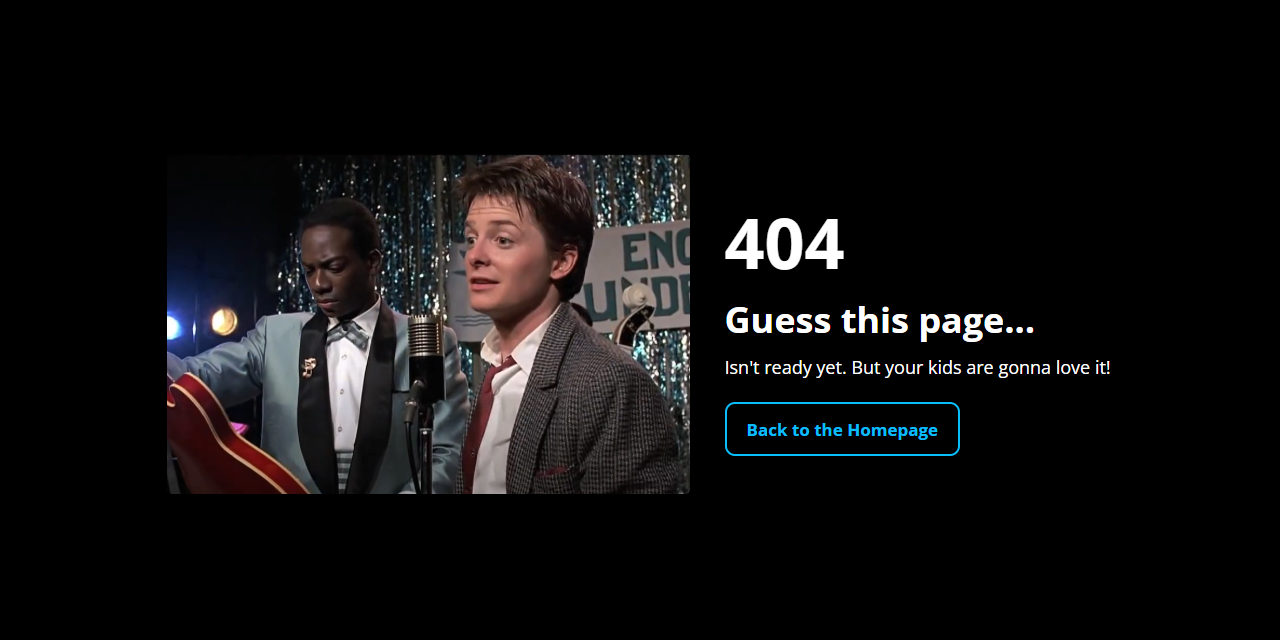 ENC
UNDE
404
Guess this page...
Isn't ready yet. But your kids are gonna love it!
Back to the Homepage